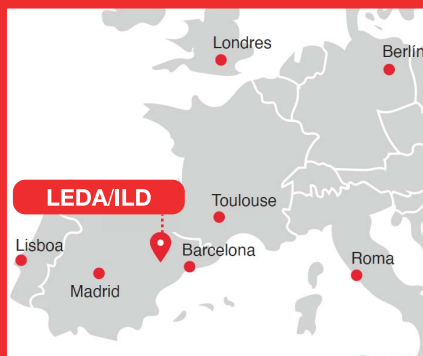 Londres
Berlín
LEDA/ILD
Toulouse
Lisboa
Barcelona
Roma
Madrid